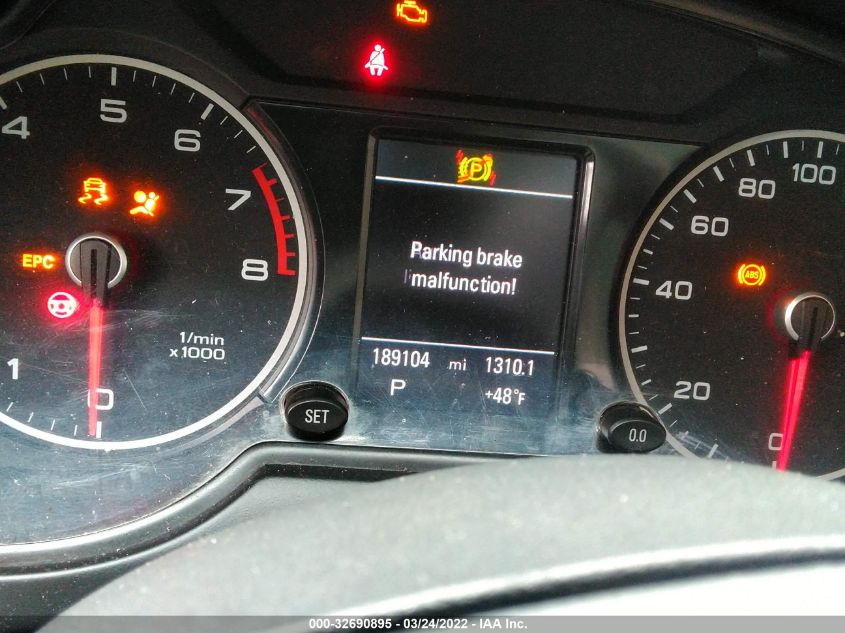 4
5
6
7
8
EPC
1/min
x1000
1
0
SET
P
Parking brake
malfunction!
189104 mi 1310.1
P +48°F
0.0
100
80
60
40
20
0
ABS
000-32690895 - 03/24/2022 - IAA Inc.